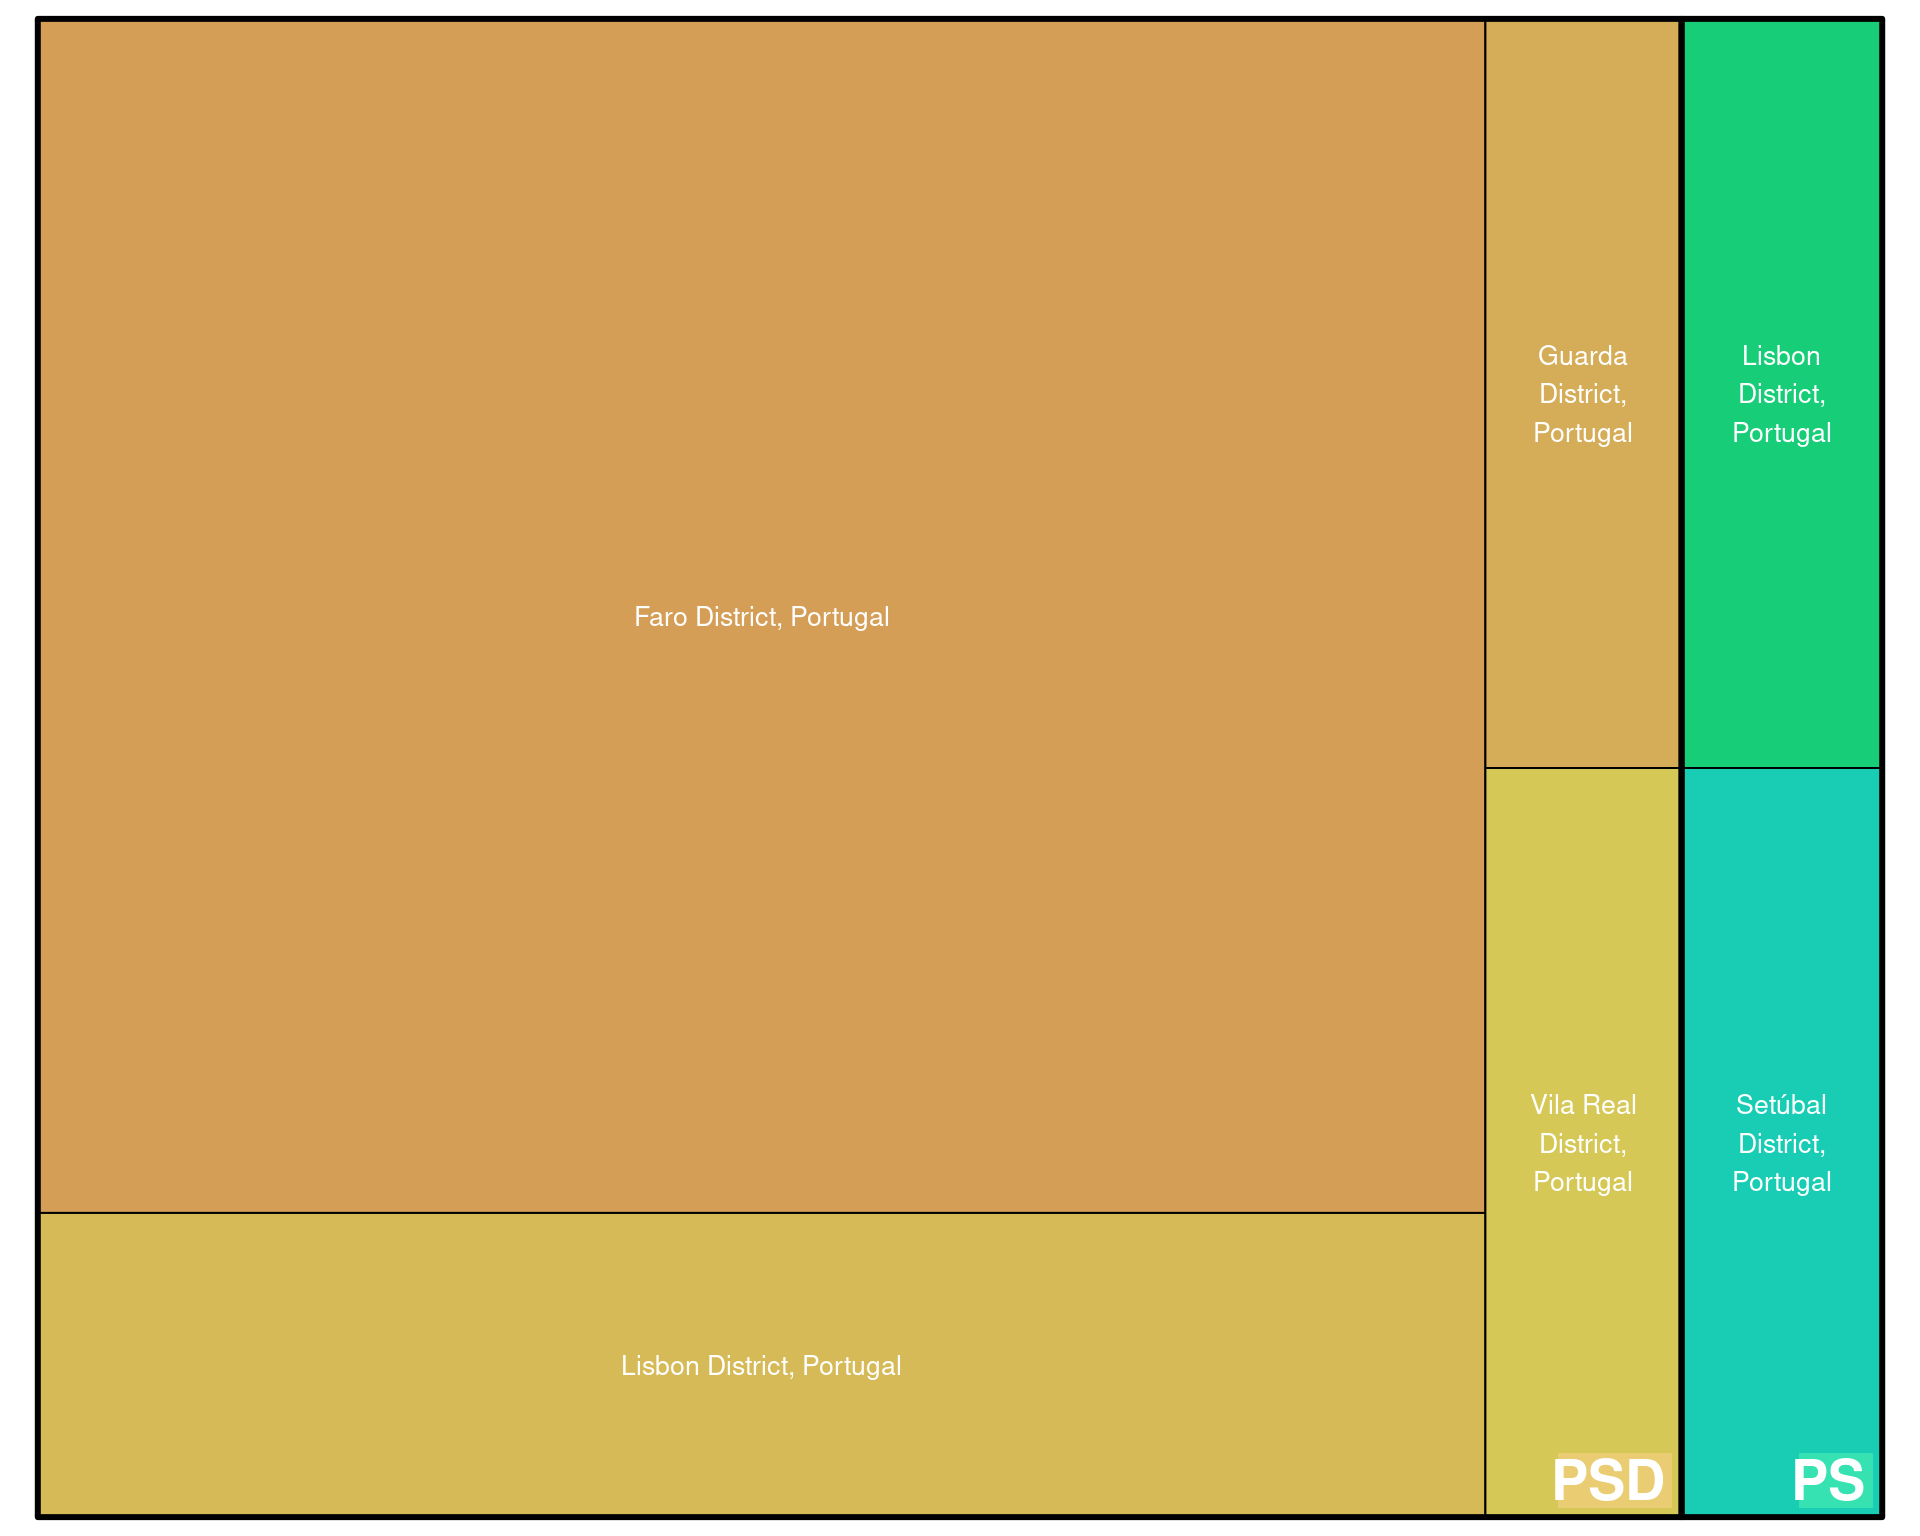 Guarda
District,
Portugal
Lisbon
District,
Portugal
Faro District, Portugal
Vila Real
District,
Portugal
Setúbal
District,
Portugal
Lisbon District, Portugal
PSD
PS